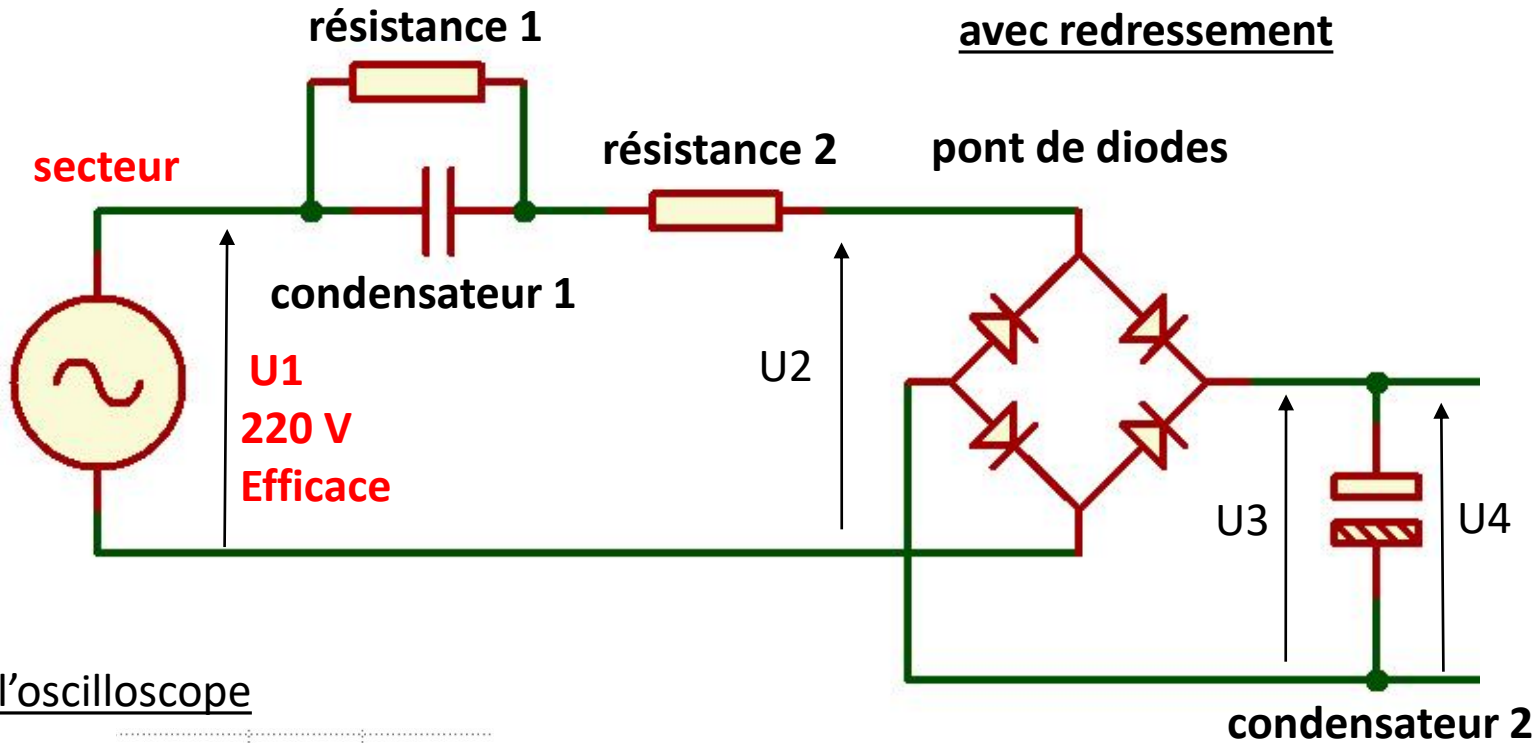 résistance 1
avec redressement
secteur
résistance 2
pont de diodes
condensateur 1
U1
220 V
Efficace
U2
U3
U4
l’oscilloscope
condensateur 2